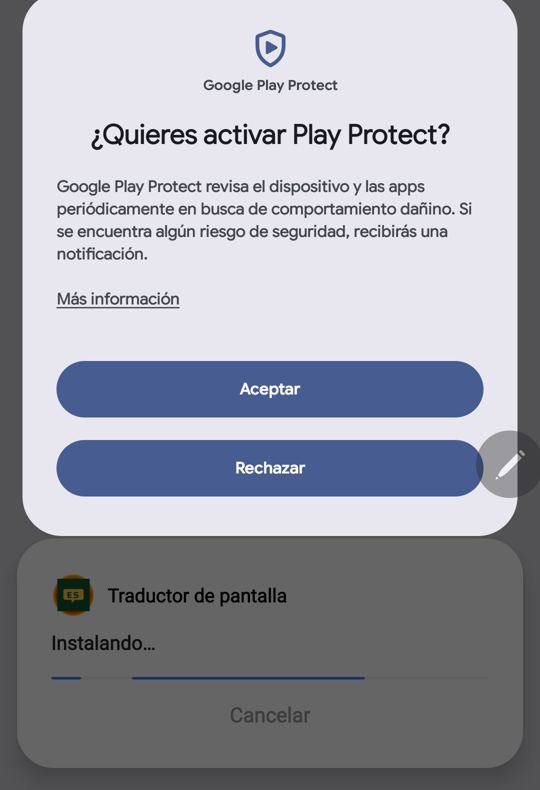 Google Play Protect
¿Quieres activar Play Protect?
Google Play Protect revisa el dispositivo y las apps
periódicamente en busca de comportamiento dañino. Si
se encuentra algún riesgo de seguridad, recibirás una
notificación.
Más información
Aceptar
Rechazar
ES
Traductor de pantalla
Instalando...
Cancelar